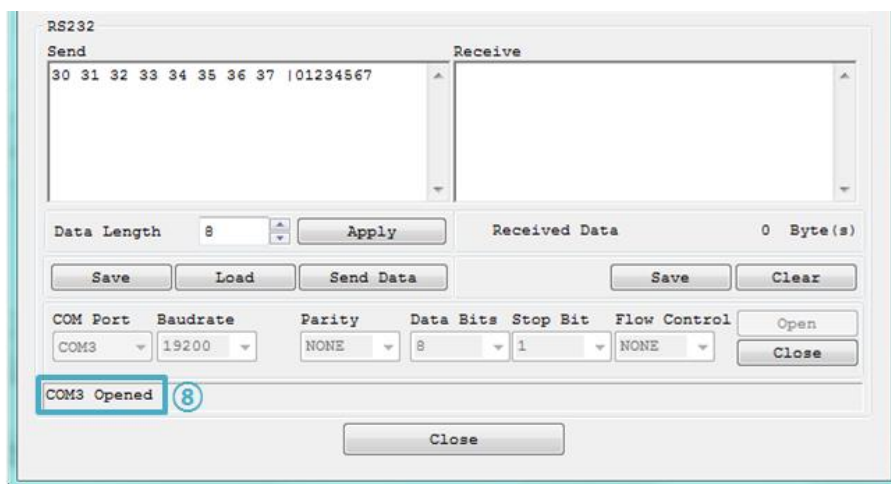 RS232
Send Receive
30 31 32 33 34 35 36 37 |01234567
Data Length 8 Apply Received Data 0 Byte(s)
Save Load Send Data Save Clear
COM Port Baudrate Parity Data Bits Stop Bit Flow Control Open
COM3 19200 NONE 8 1 NONE Close
COM3 Opened ⑧
Close